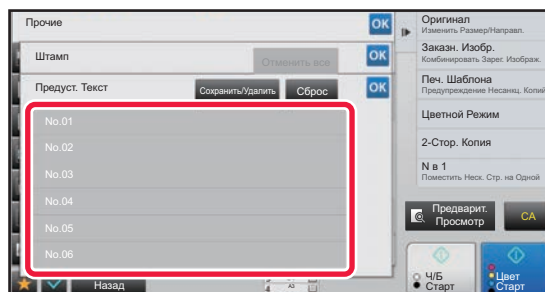 Прочие
OK
Штамп
Отменить все
OK
Предуст. Текст
Сохранить/Удалить
Сброс
OK
No.01
No.02
No.03
No.04
No.05
No.06
Назад
A3
Оригинал
Изменить Размер/Направл.
Заказн. Изобр.
Комбинировать Зарег. Изображ.
Печ. Шаблона
Предупреждение Несанкц. Копий
Цветной Режим
2-Стор. Копия
N в 1
Поместить Неск. Стр. на Одной
Предварит.
Просмотр
CA
Ч/Б
Старт
Цвет
Старт